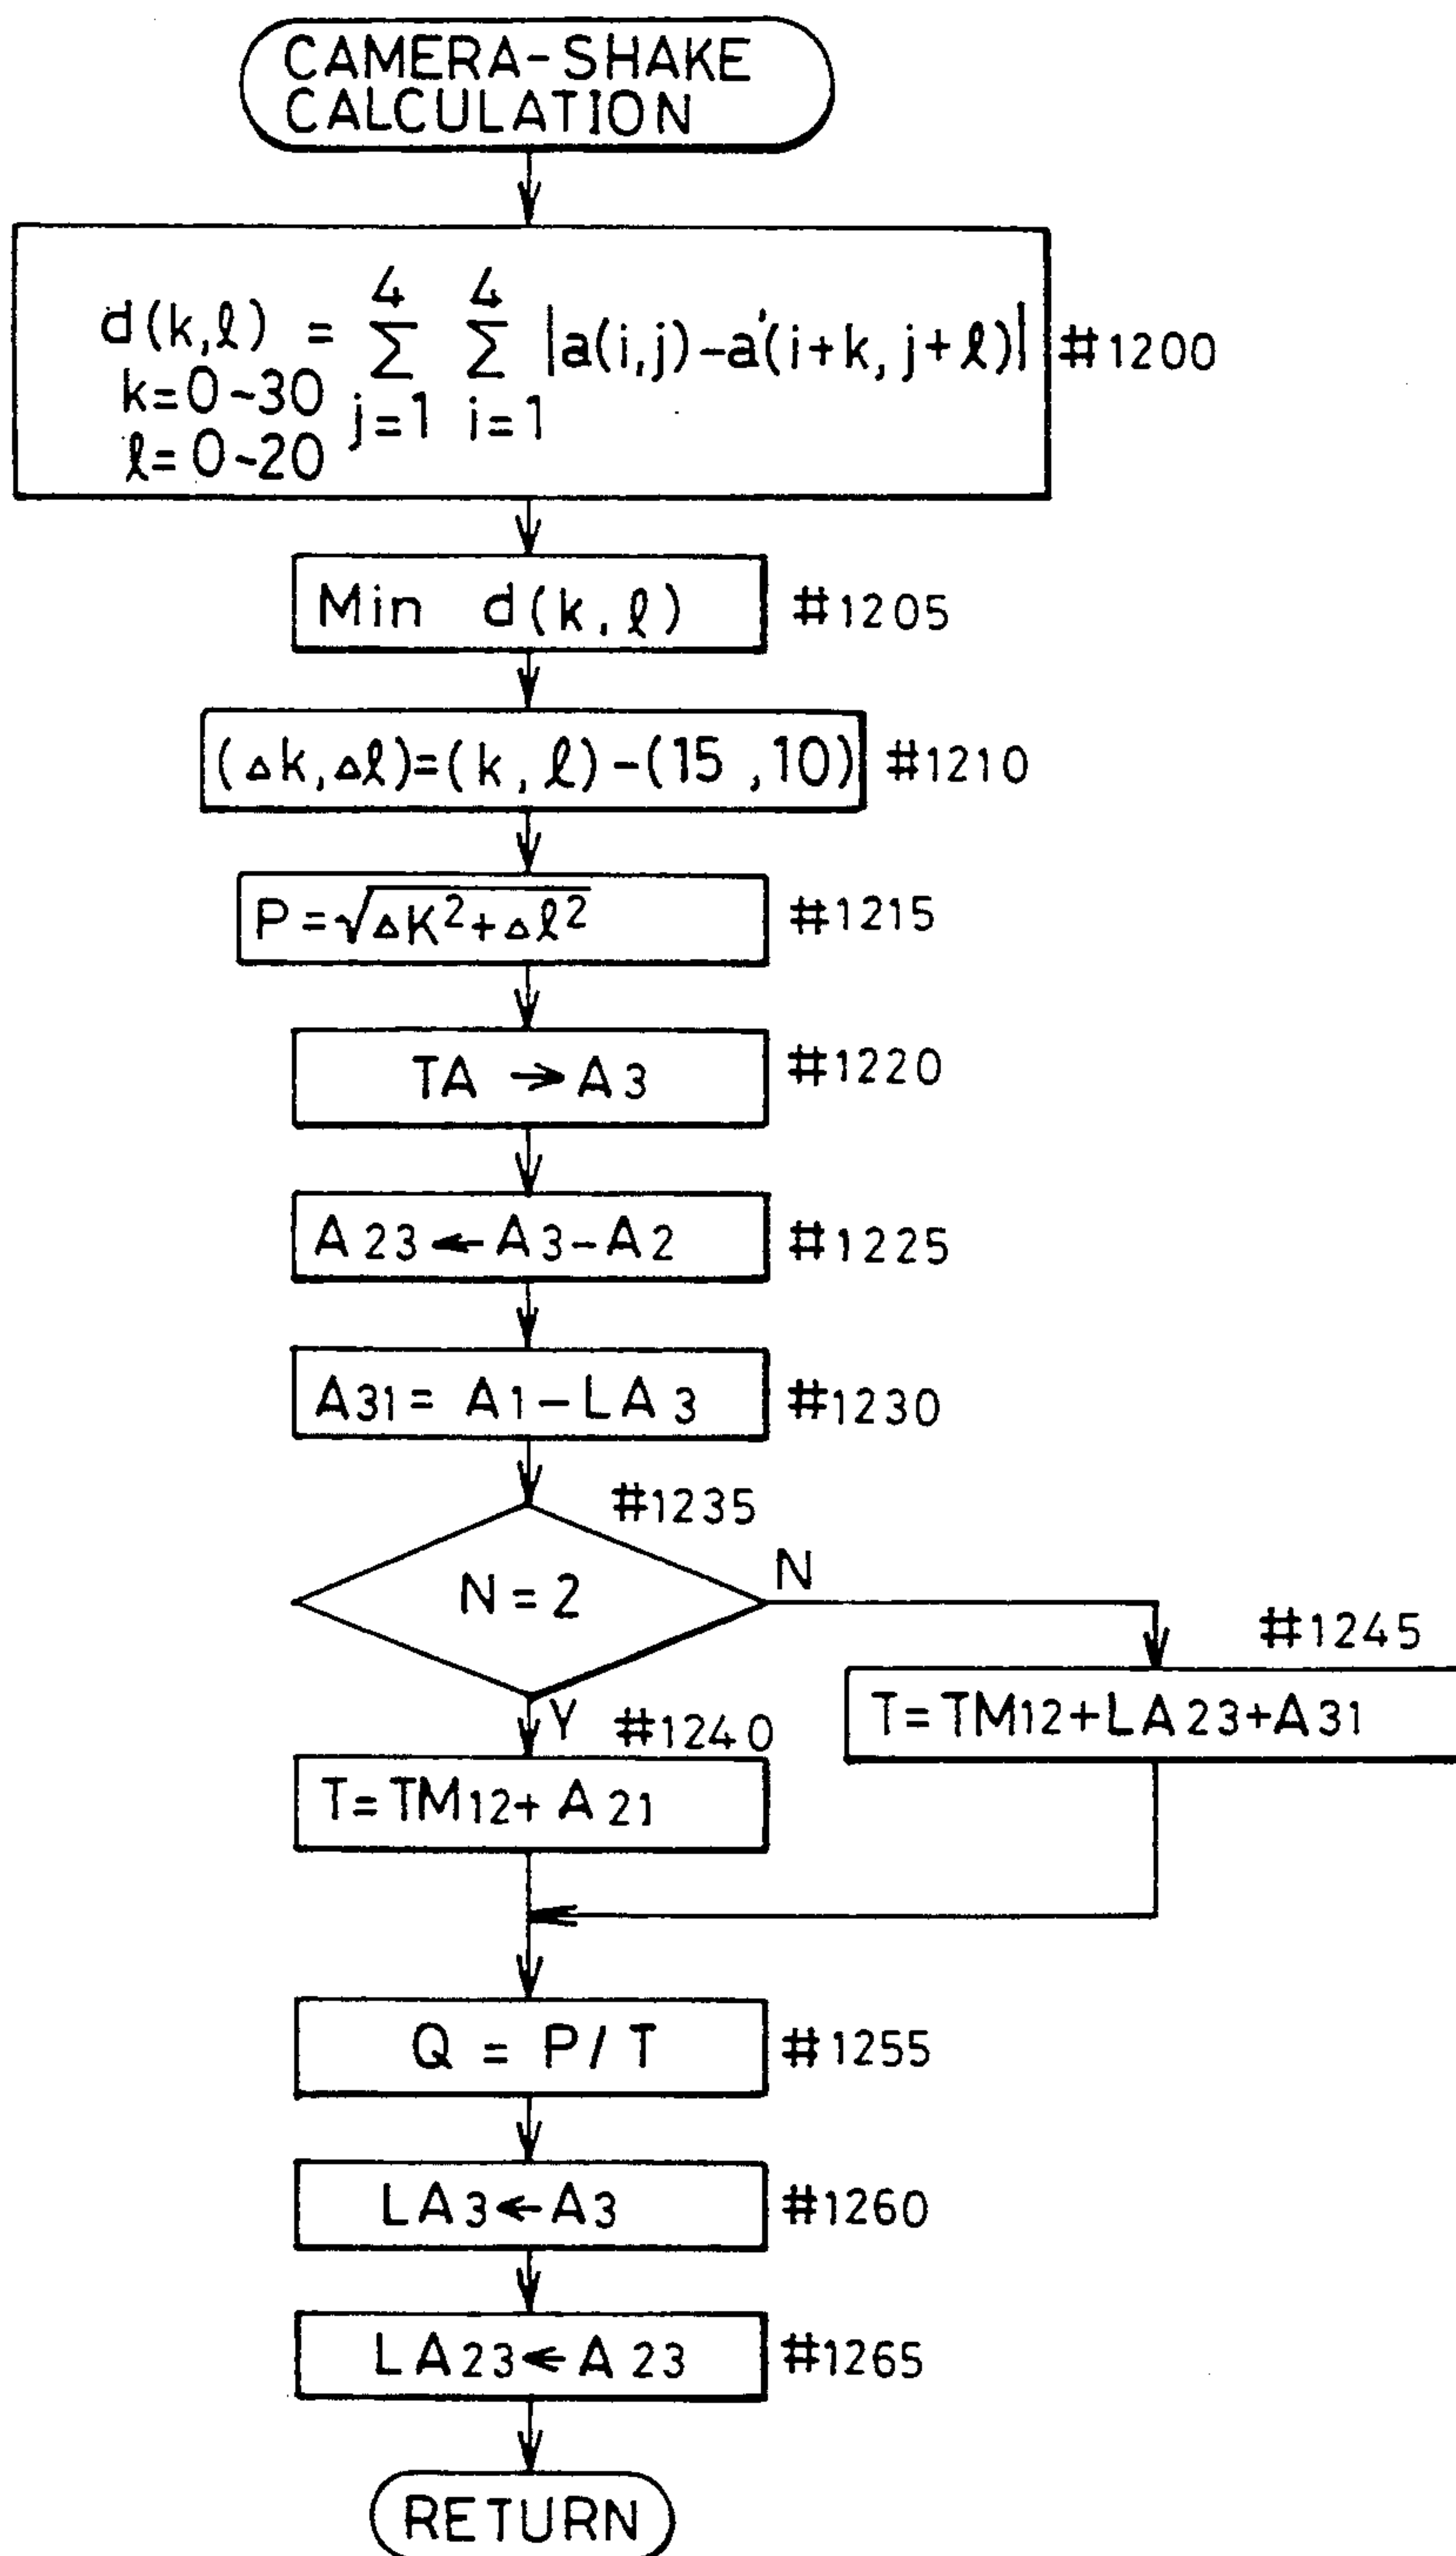 CAMERA-SHAKE
CALCULATION
d(k,ℓ) = 4 Σ j=1 4 Σ i=1 |a(i,j)-a'(i+k, j+ℓ)| #1200
k=0~30
ℓ=0~20
Min d(k,ℓ) #1205
(Δk,Δℓ)=(k,ℓ)-(15,10) #1210
P=√ΔK²+Δℓ² #1215
TA → A3 #1220
A23 ← A3-A2 #1225
A31= A1-LA3 #1230
#1235
N=2
N
#1245
T=TM12+LA23+A31
Y
#1240
T=TM12+ A21
Q = P/T #1255
LA3←A3 #1260
LA23←A23 #1265
RETURN